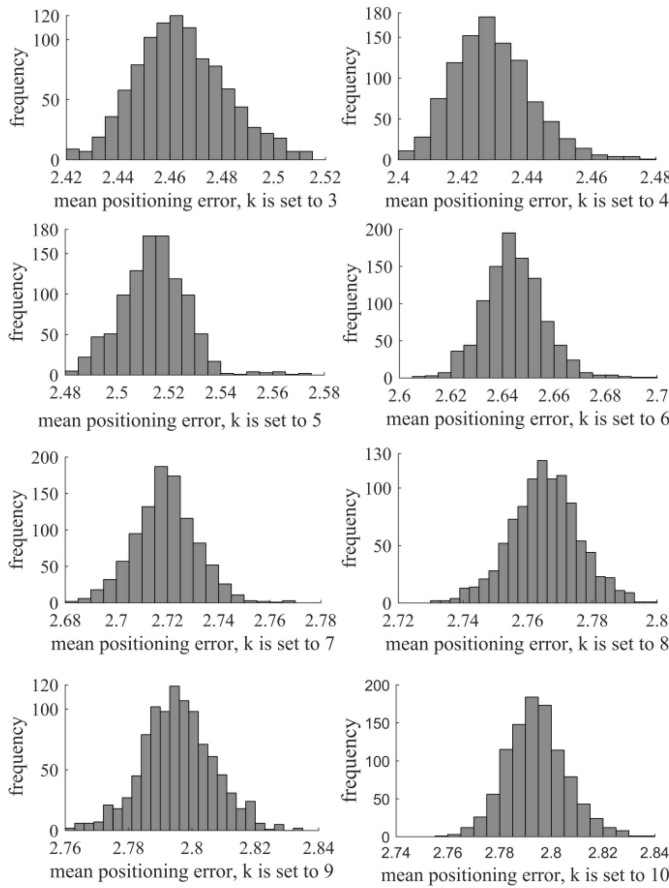 120
100
50
0
frequency
2.42 2.44 2.46 2.48 2.50 2.52
mean positioning error, k is set to 3
180
150
100
50
0
frequency
2.4 2.42 2.44 2.46 2.48
mean positioning error, k is set to 4
180
150
100
50
0
frequency
2.48 2.5 2.52 2.54 2.56 2.58
mean positioning error, k is set to 5
200
150
100
50
0
frequency
2.6 2.62 2.64 2.66 2.68 2.7
mean positioning error, k is set to 6
200
150
100
50
0
frequency
2.68 2.7 2.72 2.74 2.76 2.78
mean positioning error, k is set to 7
130
100
50
0
frequency
2.72 2.74 2.76 2.78 2.8
mean positioning error, k is set to 8
120
100
50
0
frequency
2.76 2.78 2.8 2.82 2.84
mean positioning error, k is set to 9
200
150
100
50
0
frequency
2.74 2.76 2.78 2.8 2.82 2.84
mean positioning error, k is set to 10